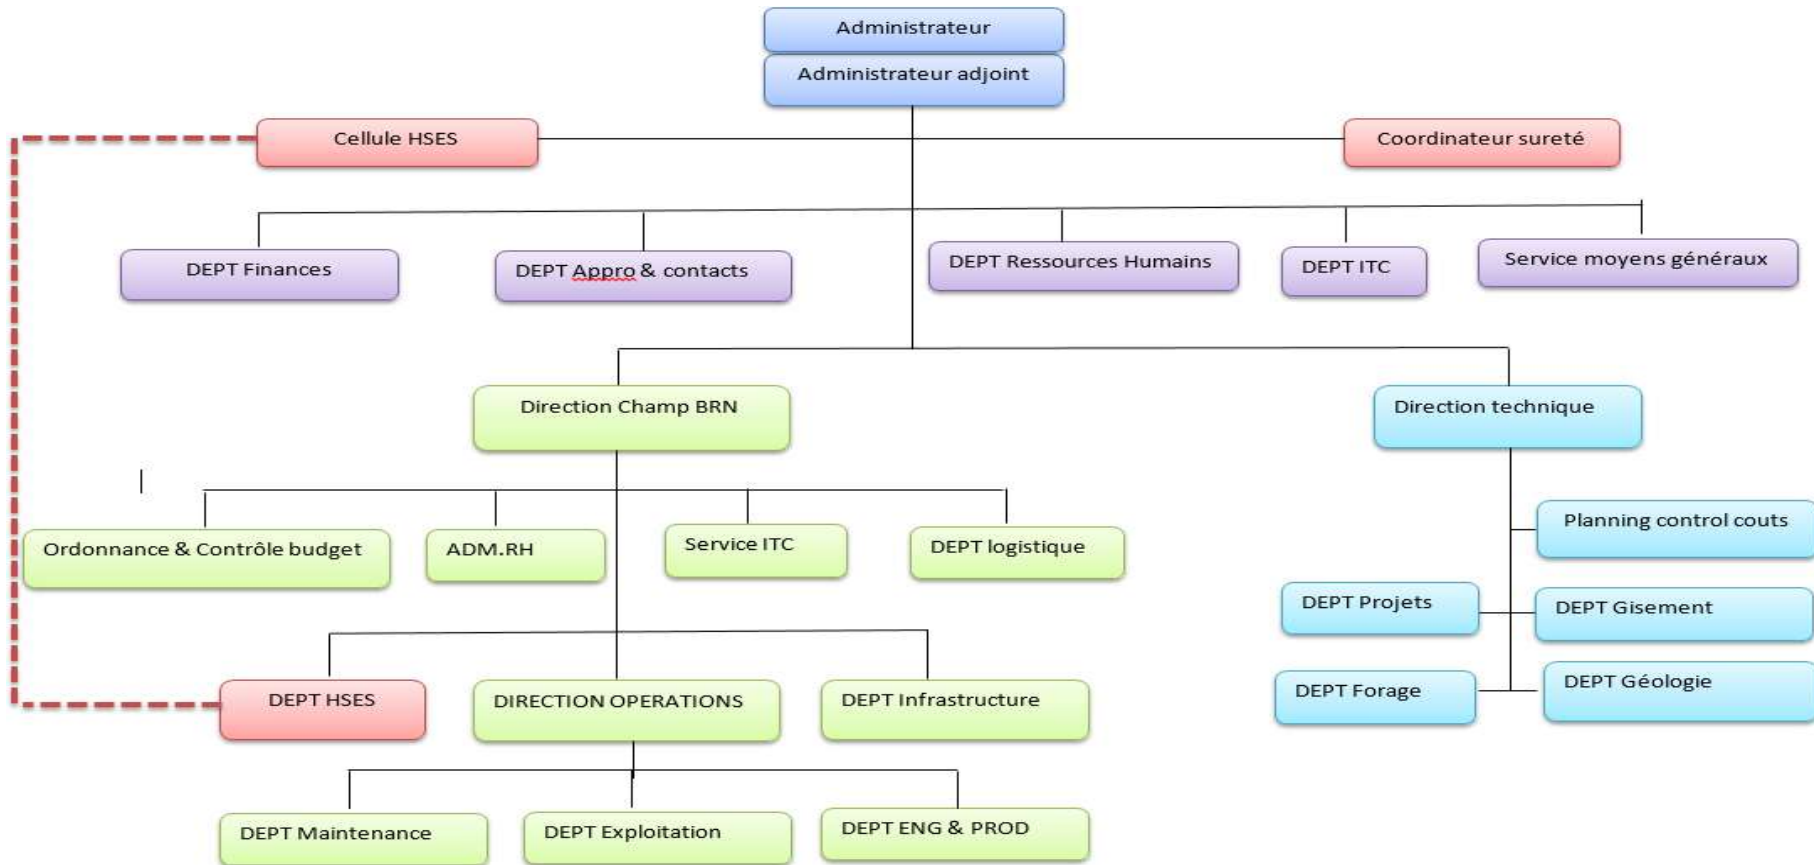 Administrateur
Administrateur adjoint
Cellule HSES
Coordinateur sureté
DEPT Finances
DEPT Appro & contacts
DEPT Ressources Humains
DEPT ITC
Service moyens généraux
Direction Champ BRN
Direction technique
Ordonnance & Contrôle budget
ADM.RH
Service ITC
DEPT logistique
Planning control couts
DEPT Projets
DEPT Gisement
DEPT HSES
DIRECTION OPERATIONS
DEPT Infrastructure
DEPT Forage
DEPT Géologie
DEPT Maintenance
DEPT Exploitation
DEPT ENG & PROD